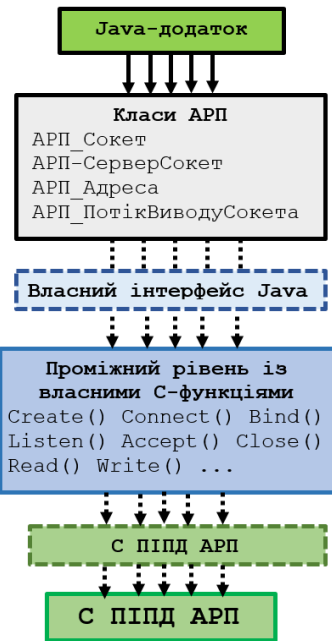 Java-додаток
Класи АРП
АРП_Сокет
АРП-СерверСокет
АРП_Адреса
АРП_ПотікВиводуСокета
Власний інтерфейс Java
Проміжний рівень із
власними С-функціями
Create() Connect() Bind()
Listen() Accept() Close()
Read() Write() ...
С ПІПД АРП
С ПІПД АРП